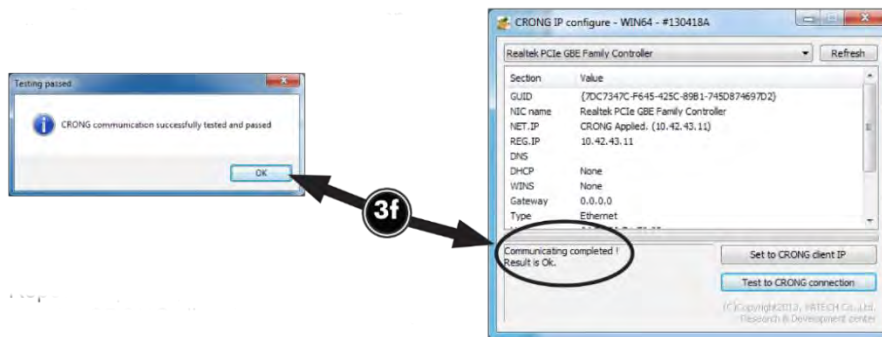 Testing passed
CRONG communication successfully tested and passed
OK
3f
CRONG IP configure - WIN64 - #130418A
Realtek PCIe GBE Family Controller
Refresh
Section Value
GUID {7DC7347C-F645-425C-89B1-745D874697D2}
NIC name Realtek PCIe GBE Family Controller
NET.IP CRONG Applied. (10.42.43.11)
REG.IP 10.42.43.11
DNS
DHCP None
WINS None
Gateway 0.0.0.0
Type Ethernet
Communicating completed !
Result is Ok.
Set to CRONG client IP
Test to CRONG connection
(C)Copyright2012, VATECH Co.,Ltd.
Research & Development center